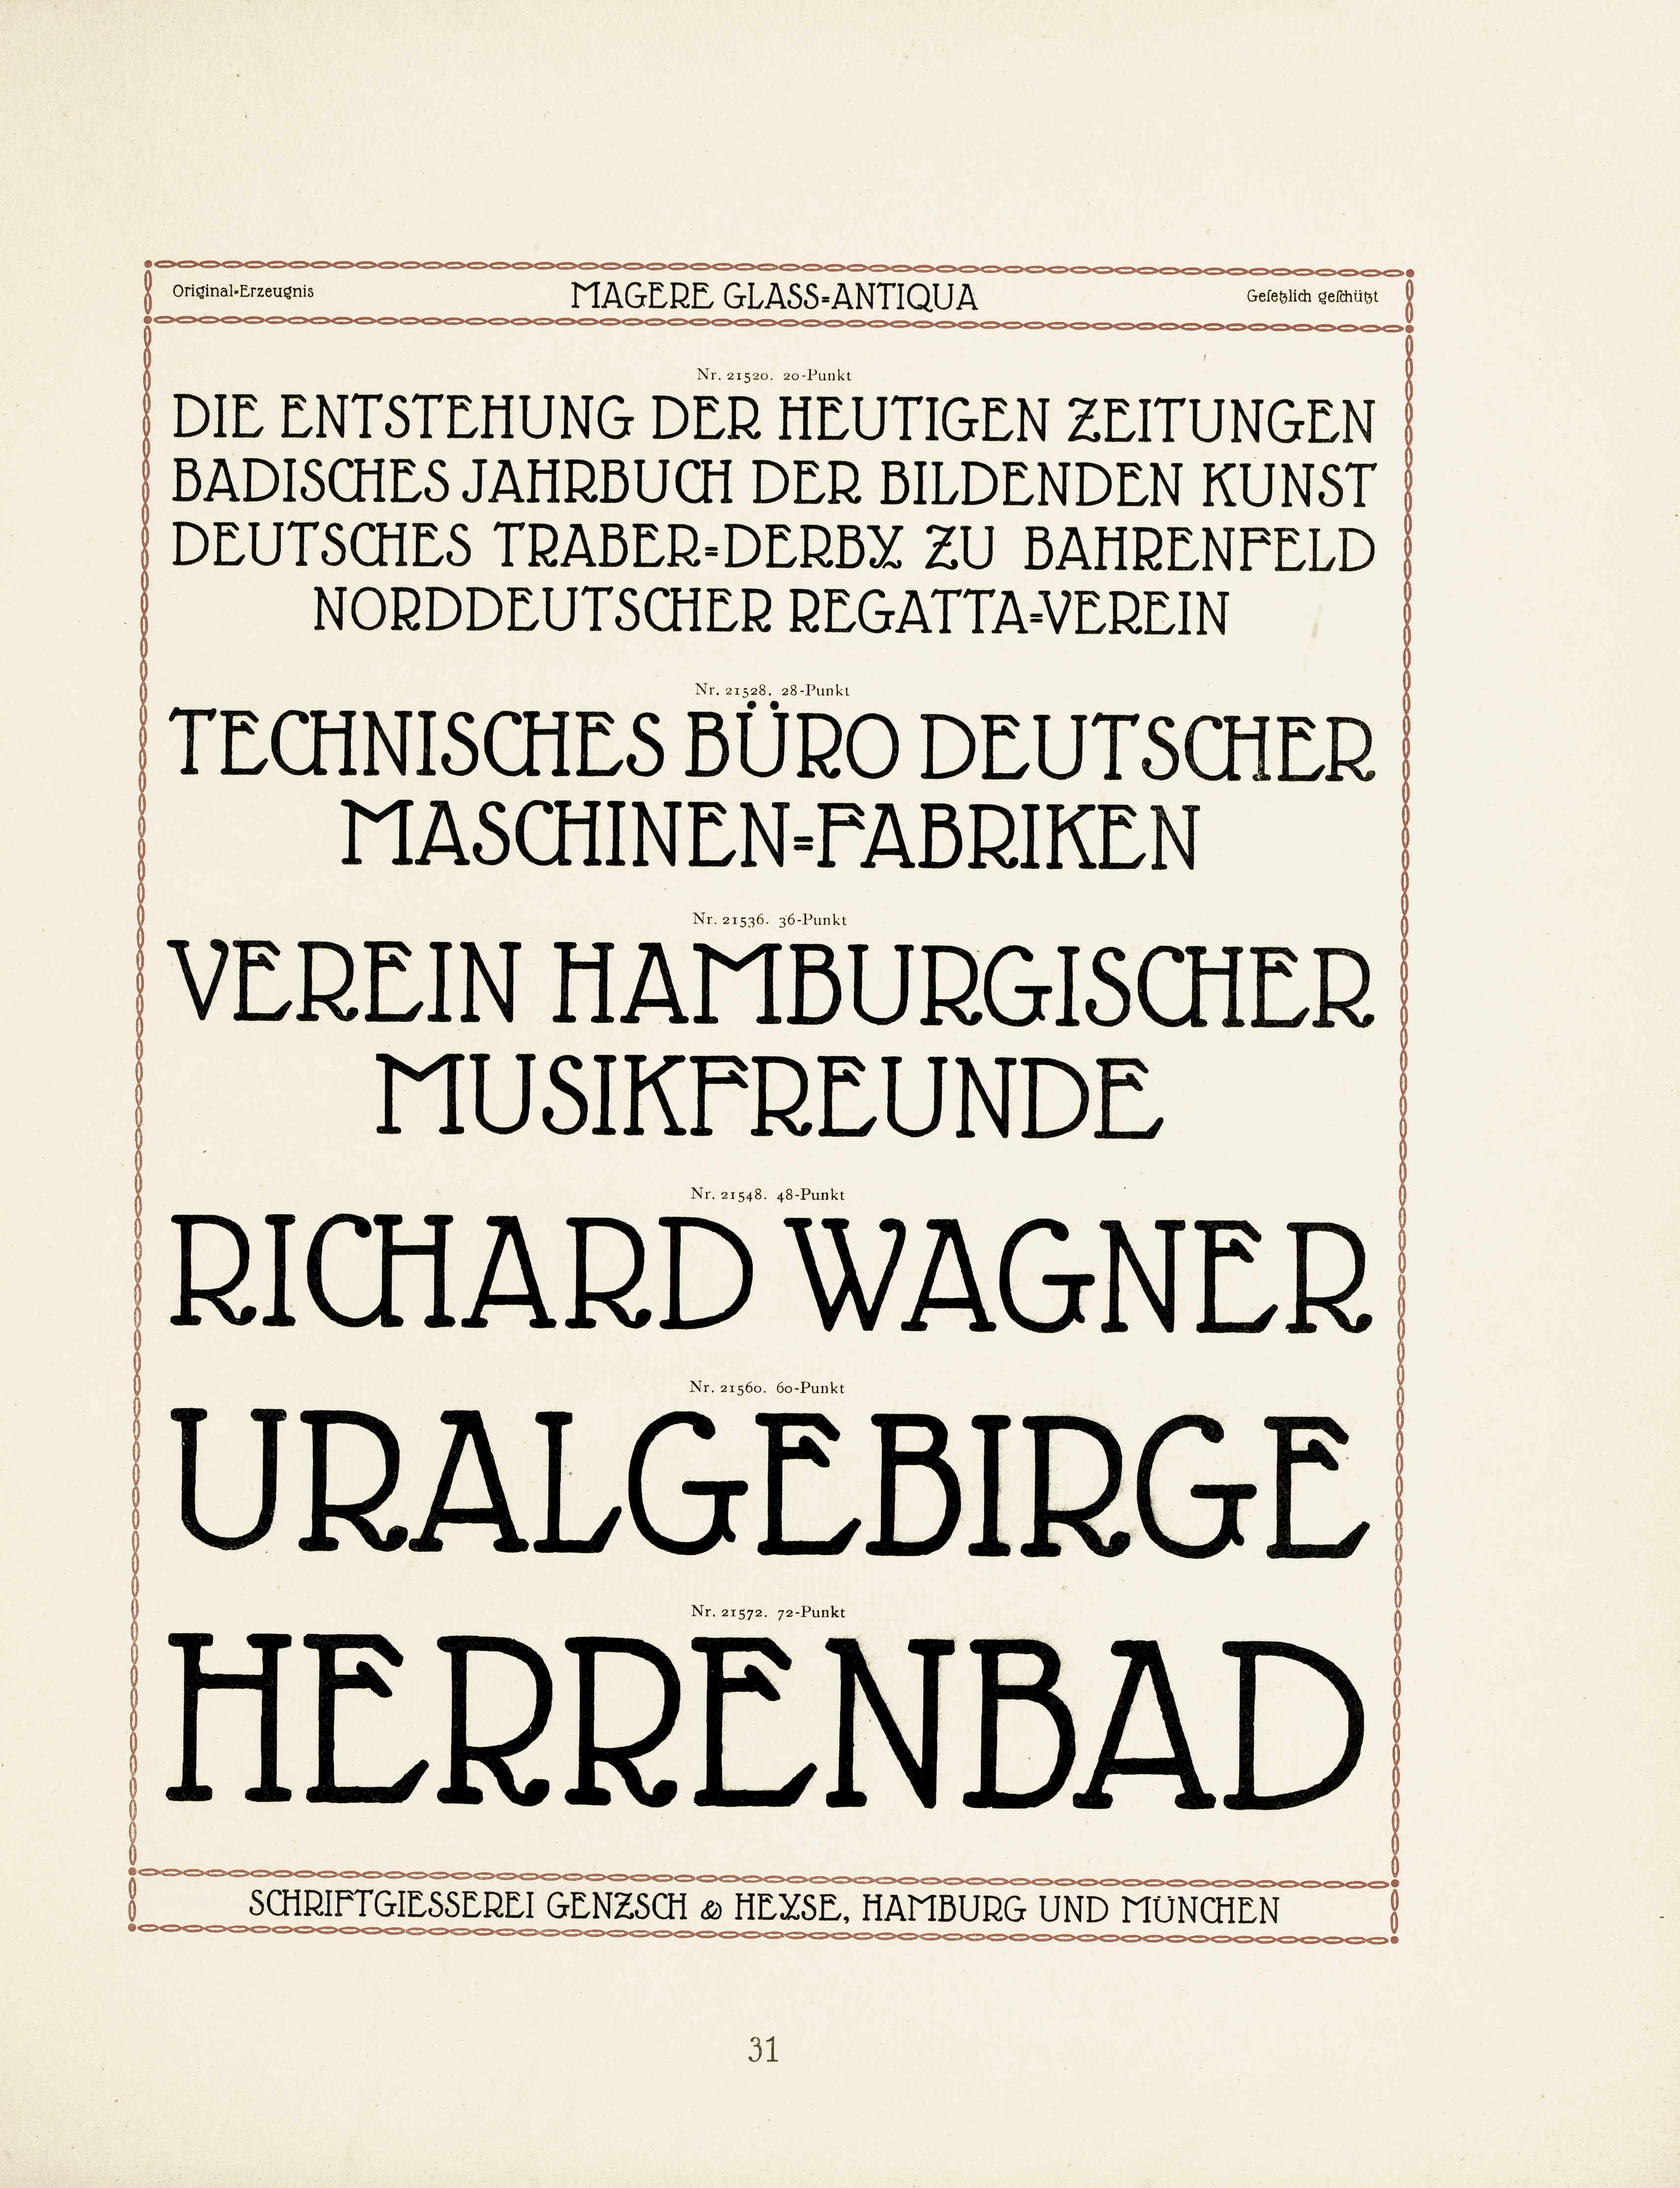 Original-Erzeugnis
MAGERE GLASS-ANTIQUA
Geſetzlich geſchützt
Nr. 21520. 20-Punkt
DIE ENTSTEHUNG DER HEUTIGEN ZEITUNGEN
BADISCHES JAHRBUCH DER BILDENDEN KUNST
DEUTSCHES TRABER-DERBY ZU BAHRENFELD
NORDDEUTSCHER REGATTA-VEREIN
Nr. 21528. 28-Punkt
TECHNISCHES BÜRO DEUTSCHER
MASCHINEN-FABRIKEN
Nr. 21536. 36-Punkt
VEREIN HAMBURGISCHER
MUSIKFREUNDE
Nr. 21548. 48-Punkt
RICHARD WAGNER
Nr. 21560. 60-Punkt
URALGEBIRGE
Nr. 21572. 72-Punkt
HERRENBAD
SCHRIFTGIESSEREI GENZSCH & HEYSE, HAMBURG UND MÜNCHEN
31